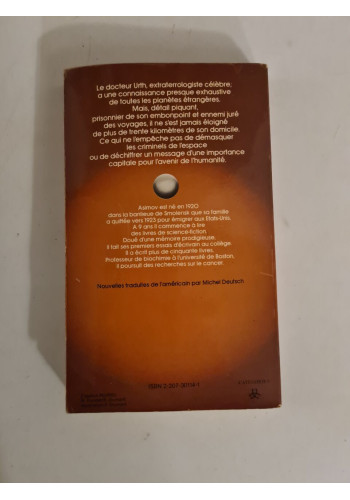 Le docteur Urth, extraterrologiste célèbre,
a une connaissance presque exhaustive
de toutes les planètes étrangères.
Mais, détail piquant,
prisonnier de son embonpoint et ennemi juré
des voyages, il ne s'est jamais éloigné
de plus de trente kilomètres de son domicile.
Ce qui ne l'empêche pas de démasquer
les criminels de l'espace
ou de déchiffrer un message d'une importance
capitale pour l'avenir de l'humanité.
Asimov est né en 1920
dans la banlieue de Smolensk que sa famille
a quittée vers 1923 pour émigrer aux États-Unis.
A 9 ans il commence à lire
des livres de science-fiction.
Doué d'une mémoire prodigieuse,
il fait ses premiers essais d'écrivain au collège.
Il a écrit plus de cinquante livres.
Professeur de biochimie à l'université de Boston,
il poursuit des recherches sur le cancer.
Nouvelles traduites de l'américain par Michel Deutsch
ISBN 2-207-30114-1